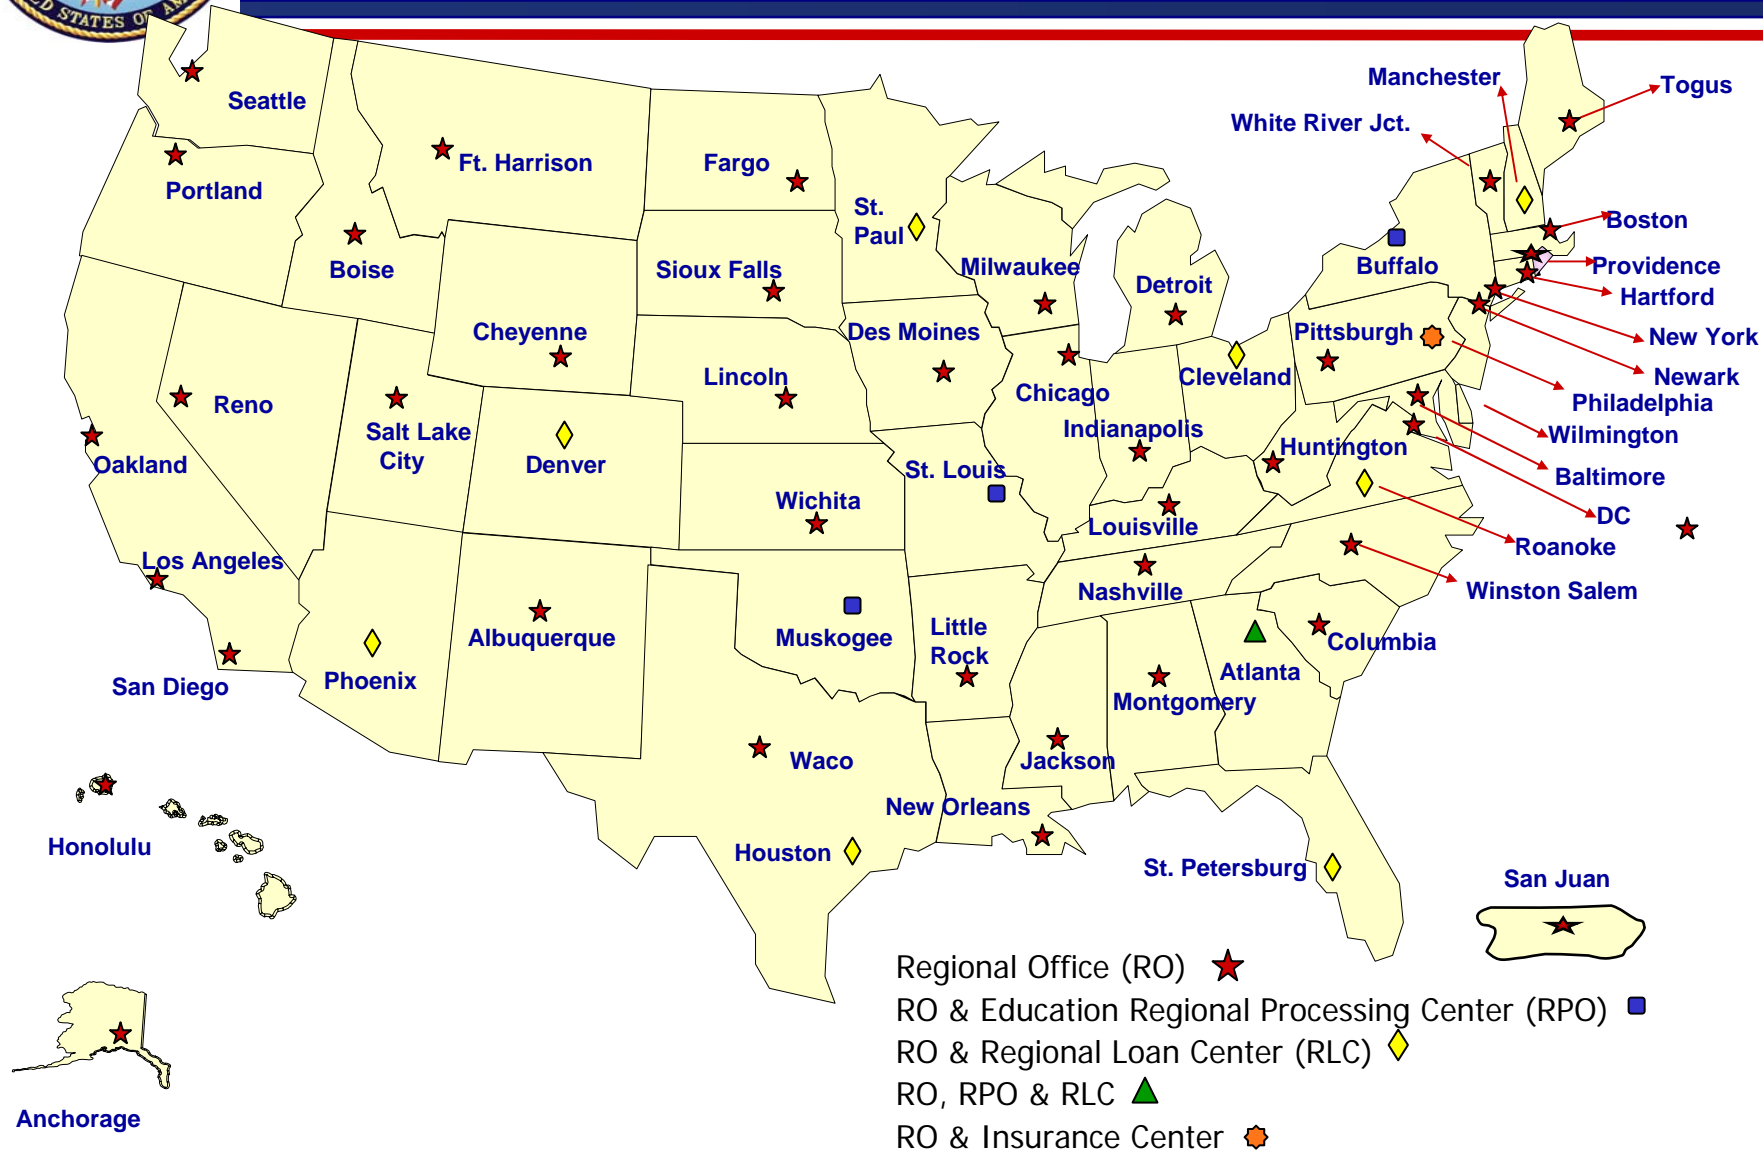 D STATES OF AM
Manchester
Togus
Seattle
White River Jct.
Ft. Harrison
Fargo
Portland
St.
Paul
Boston
Boise
Sioux Falls
Milwaukee
Buffalo
Providence
Detroit
Hartford
Cheyenne
Des Moines
Pittsburgh
New York
Lincoln
Cleveland
Newark
Reno
Chicago
Philadelphia
Salt Lake
City
Indianapolis
Wilmington
Oakland
Denver
St. Louis
Huntington
Baltimore
Wichita
Louisville
DC
Roanoke
Los Angeles
Nashville
Winston Salem
Albuquerque
Muskogee
Little
Rock
Columbia
San Diego
Phoenix
Atlanta
Montgomery
Waco
Jackson
New Orleans
Honolulu
Houston
St. Petersburg
San Juan
Anchorage
Regional Office (RO)
RO & Education Regional Processing Center (RPO)
RO & Regional Loan Center (RLC)
RO, RPO & RLC
RO & Insurance Center